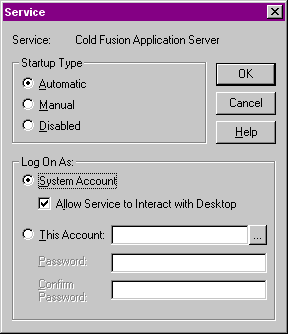 Service
Service: Cold Fusion Application Server
Startup Type
Automatic
Manual
Disabled
OK
Cancel
Help
Log On As:
System Account
Allow Service to Interact with Desktop
This Account:
...
Password:
Confirm
Password: